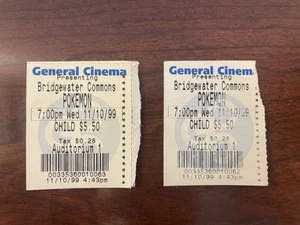 General Cinema
Presenting
Bridgewater Commons
POKEMON
7:00pm Wed 11/10/99
CHILD $5.50
Tax $0.28
Auditorium 1
00335360010063
11/10/99 4:43pm
General Cinem
Presenting
Bridgewater Commons
POKEMON
7:00pm Wed 11/10/99
CHILD $5.50
Tax $0.28
Auditorium 1
00335360010062
11/10/99 4:43pm